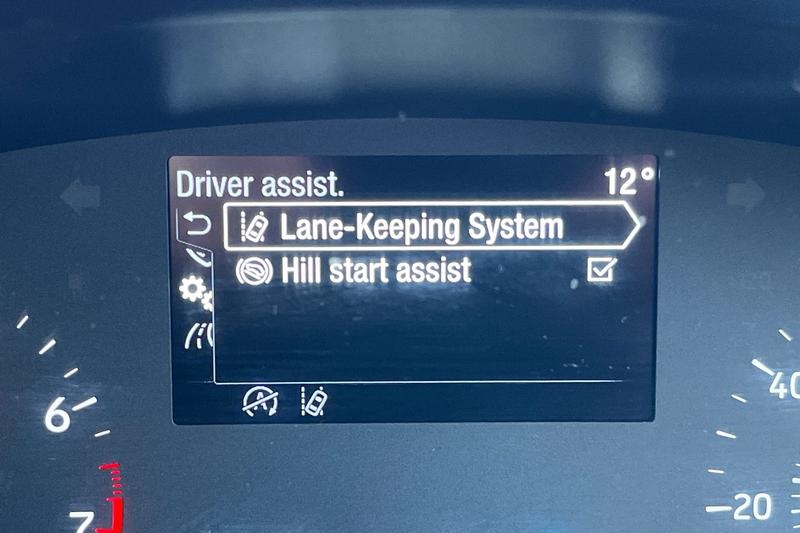 Driver assist. 12°
Lane-Keeping System
Hill start assist
6
7
40
20